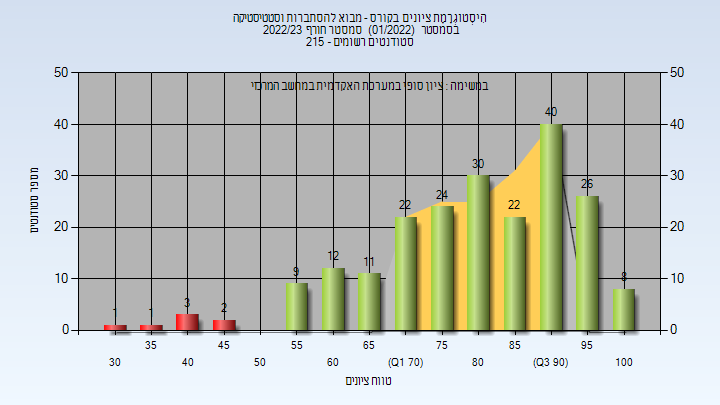 היסטוגרמת ציונים בקורס - מבוא להסתברות וסטטיסטיקה
בסמסטר (01/2022) סמסטר חורף 2022/23
סטודנטים רשומים - 215
במשימה : ציון סופי במערכת האקדמית במחשב המרכזי
50 50
40 40
30 30
20 20
10 10
0 0
מספר סטודנטים
1 1 3 2 9 12 11 22 24 30 22 40 26 8
35 45 55 65 75 85 95
30 40 50 60 (Q1 70) 80 (Q3 90) 100
טווח ציונים